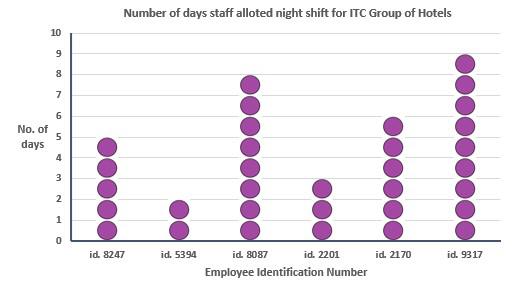 Number of days staff alloted night shift for ITC Group of Hotels
10
9
8
7
6
5
4
3
2
1
0
No. of
days
id. 8247 id. 5394 id. 8087 id. 2201 id. 2170 id. 9317
Employee Identification Number